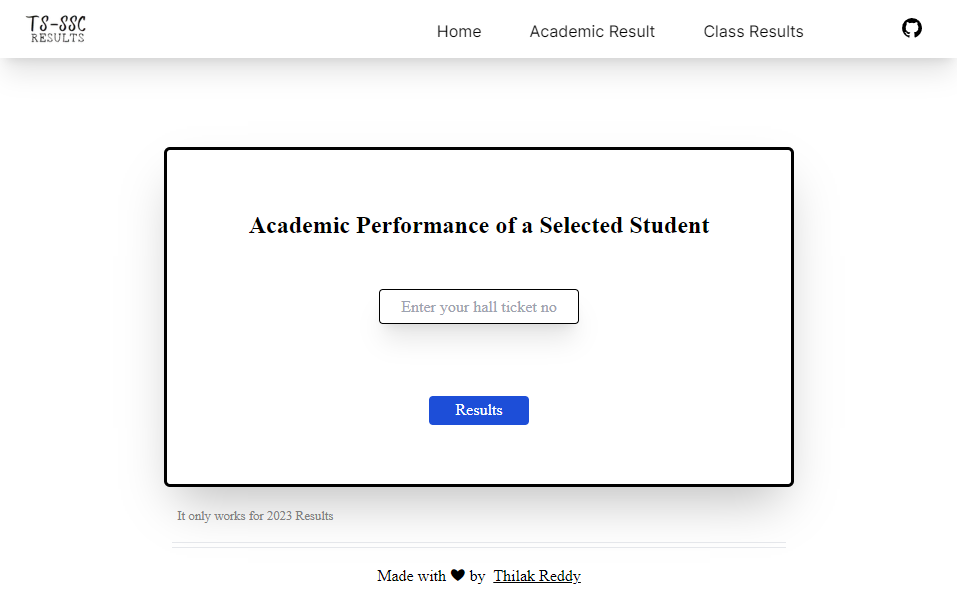 TS-SSC
RESULTS
Home Academic Result Class Results
Academic Performance of a Selected Student
Enter your hall ticket no
Results
It only works for 2023 Results
Made with ♥ by Thilak Reddy